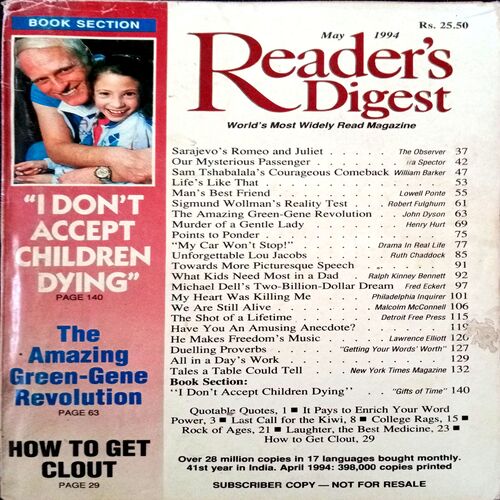 BOOK SECTION
May 1994
Rs. 25.50
Reader's
Digest
World's Most Widely Read Magazine
"I DON'T
ACCEPT
CHILDREN
DYING"
PAGE 140
The
Amazing
Green-Gene
Revolution
PAGE 63
HOW TO GET
CLOUT
PAGE 29
Sarajevo's Romeo and Juliet . . . The Observer 37
Our Mysterious Passenger . . . Spector 42
Sam Tshabalala's Courageous Comeback William Barker 47
Life's Like That . . . 53
Man's Best Friend . . . Lowell Ponte 55
Sigmund Wollman's Reality Test . Robert Fulghum 61
The Amazing Green-Gene Revolution . John Dyson 63
Murder of a Gentle Lady . . . Henry Hurt 69
Points to Ponder . . . 75
"My Car Won't Stop!" . . . Drama In Real Life 77
Unforgettable Lou Jacobs . . . Ruth Chaddock 85
Towards More Picturesque Speech . . . 91
What Kids Need Most in a Dad . Ralph Kinney Bennet 92
Michael Dell's Two-Billion-Dollar Dream Fred Eckert 97
My Heart Was Killing Me . Philadelphia Inquirer 101
We Are Still Alive . . . Malcolm McConnell 106
The Shot of a Lifetime . . . Detroit Free Press 115
Have You An Amusing Anecdote? . . . 119
He Makes Freedom's Music . Lawrence Elliott 120
Duelling Proverbs . . "Getting Your Words' Worth" 127
All in a Day's Work . . . 129
Tales a Table Could Tell . New York Times Magazine 132
Book Section:
"I Don't Accept Children Dying" . "Gifts of Time" 140
Quotable Quotes, 1 ■ It Pays to Enrich Your Word
Power, 3 ■ Last Call for the Kiwi, 8 ■ College Rags, 15 ■
Rock of Ages, 21 ■ Laughter, the Best Medicine, 23 ■
How to Get Clout, 29
Over 28 million copies in 17 languages bought monthly.
41st year in India. April 1994: 398,000 copies printed
SUBSCRIBER COPY — NOT FOR RESALE